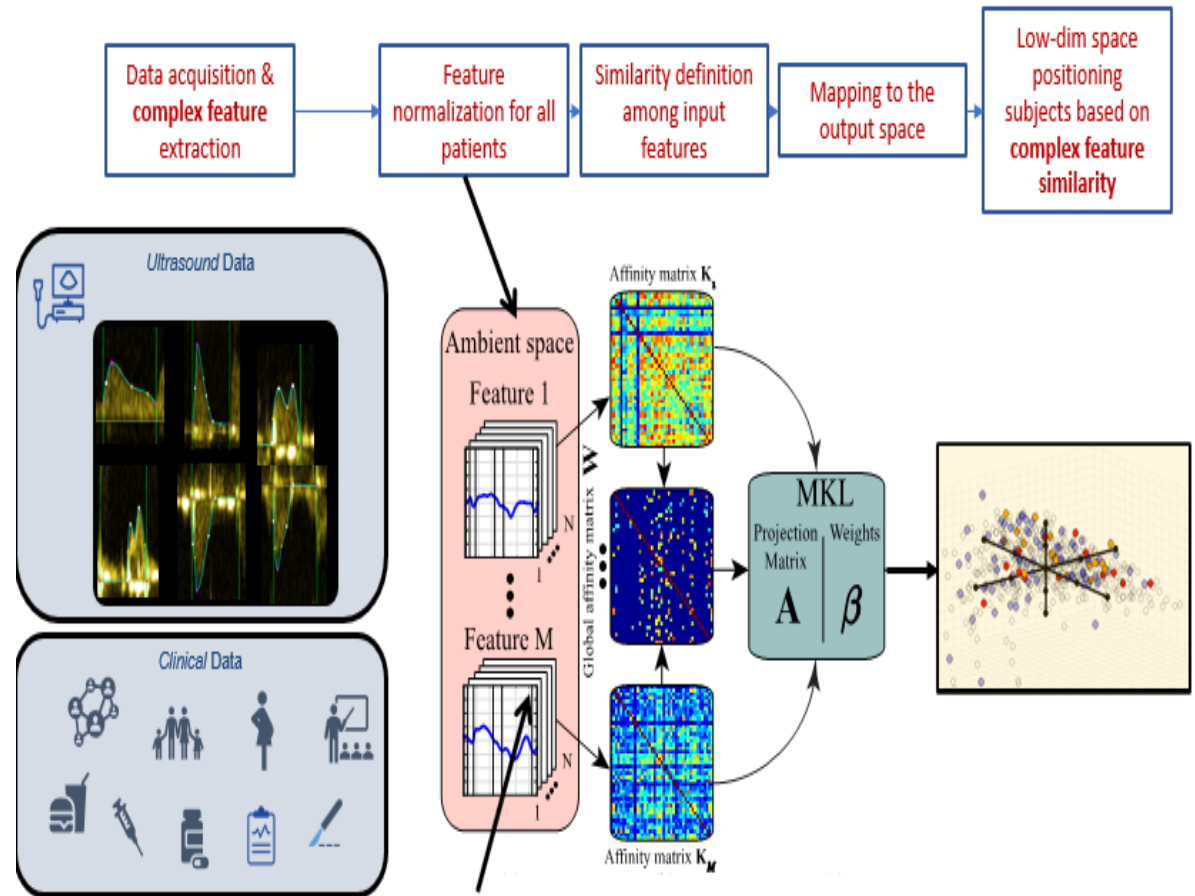 Data acquisition &
complex feature
extraction
Feature
normalization for all
patients
Similarity definition
among input
features
Mapping to the
output space
Low-dim space
positioning
subjects based on
complex feature
similarity
Ultrasound Data
Clinical Data
Ambient space
Feature 1
N
1
Feature M
N
1
Global affinity matrix W
Affinity matrix K1
Affinity matrix KM
MKL
Projection
Matrix
A
Weights
β